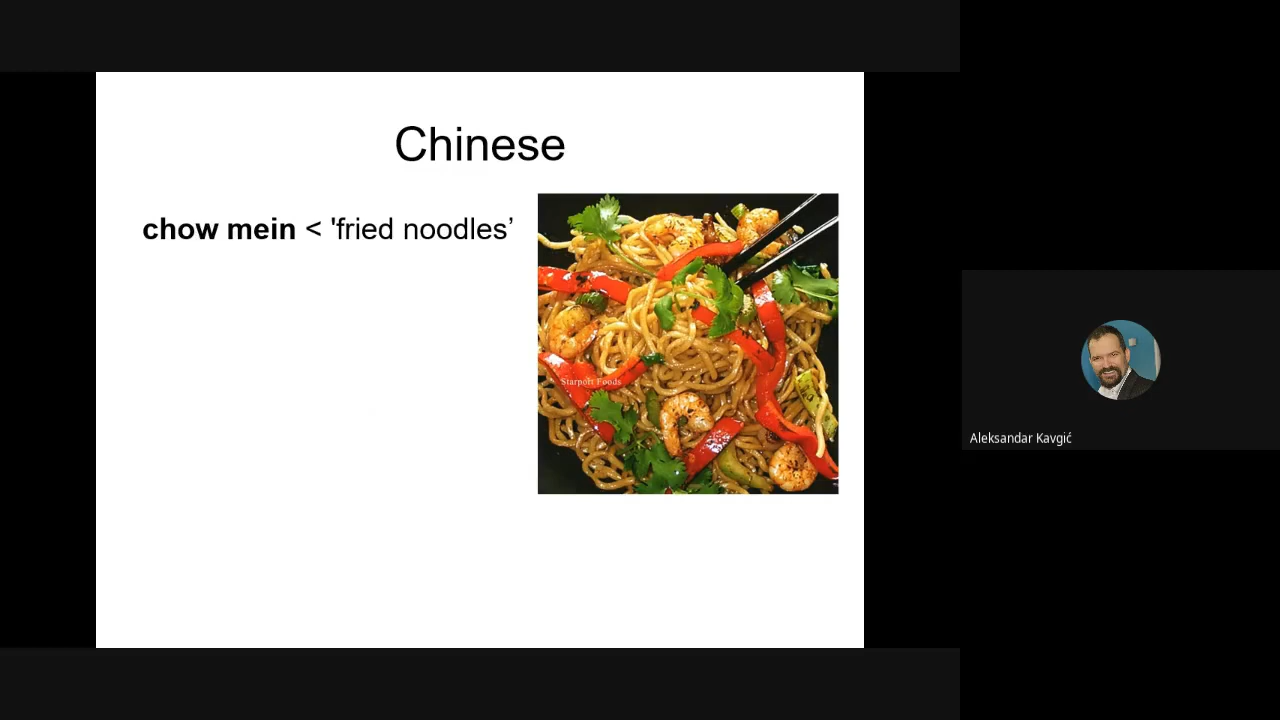 Chinese
chow mein < 'fried noodles’
Starport Foods
Aleksandar Kavgić